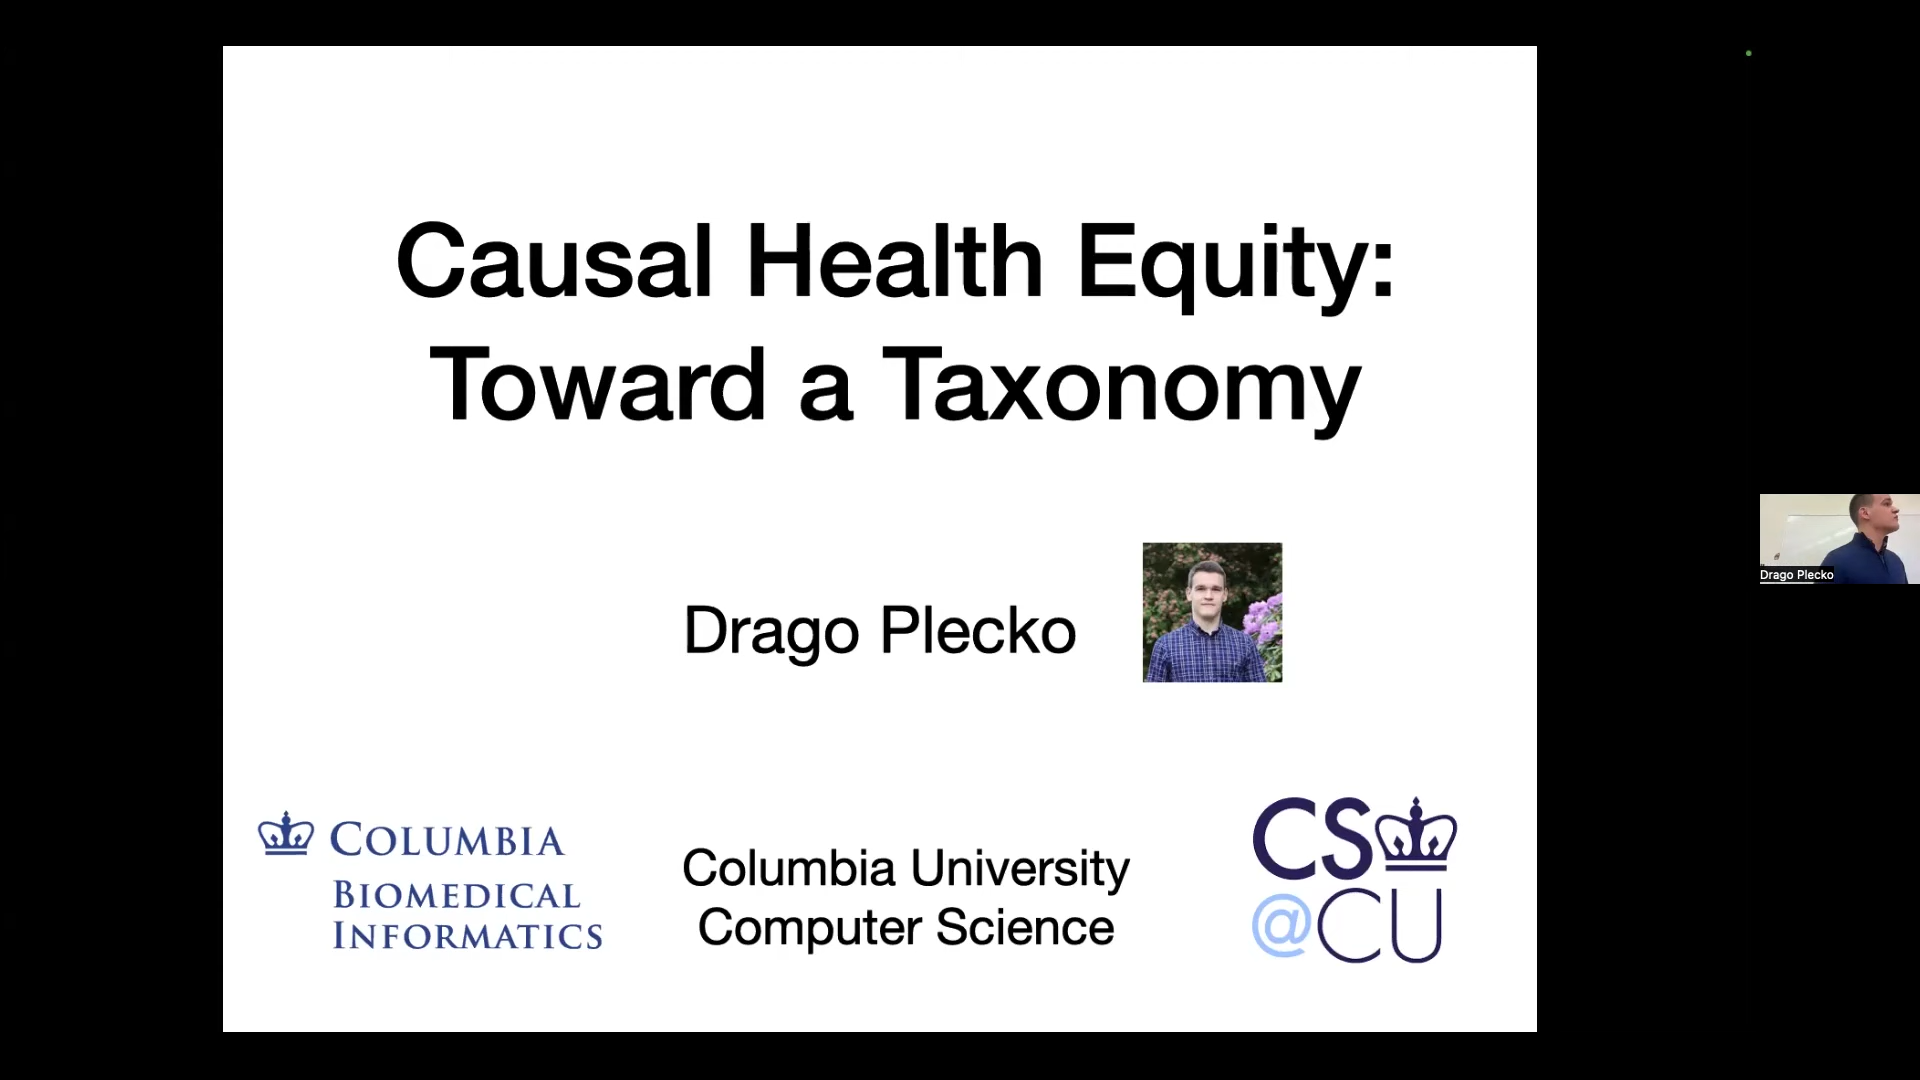 Causal Health Equity:
Toward a Taxonomy
Drago Plecko
Drago Plecko
COLUMBIA
BIOMEDICAL
INFORMATICS
Columbia University
Computer Science
CS
@CU